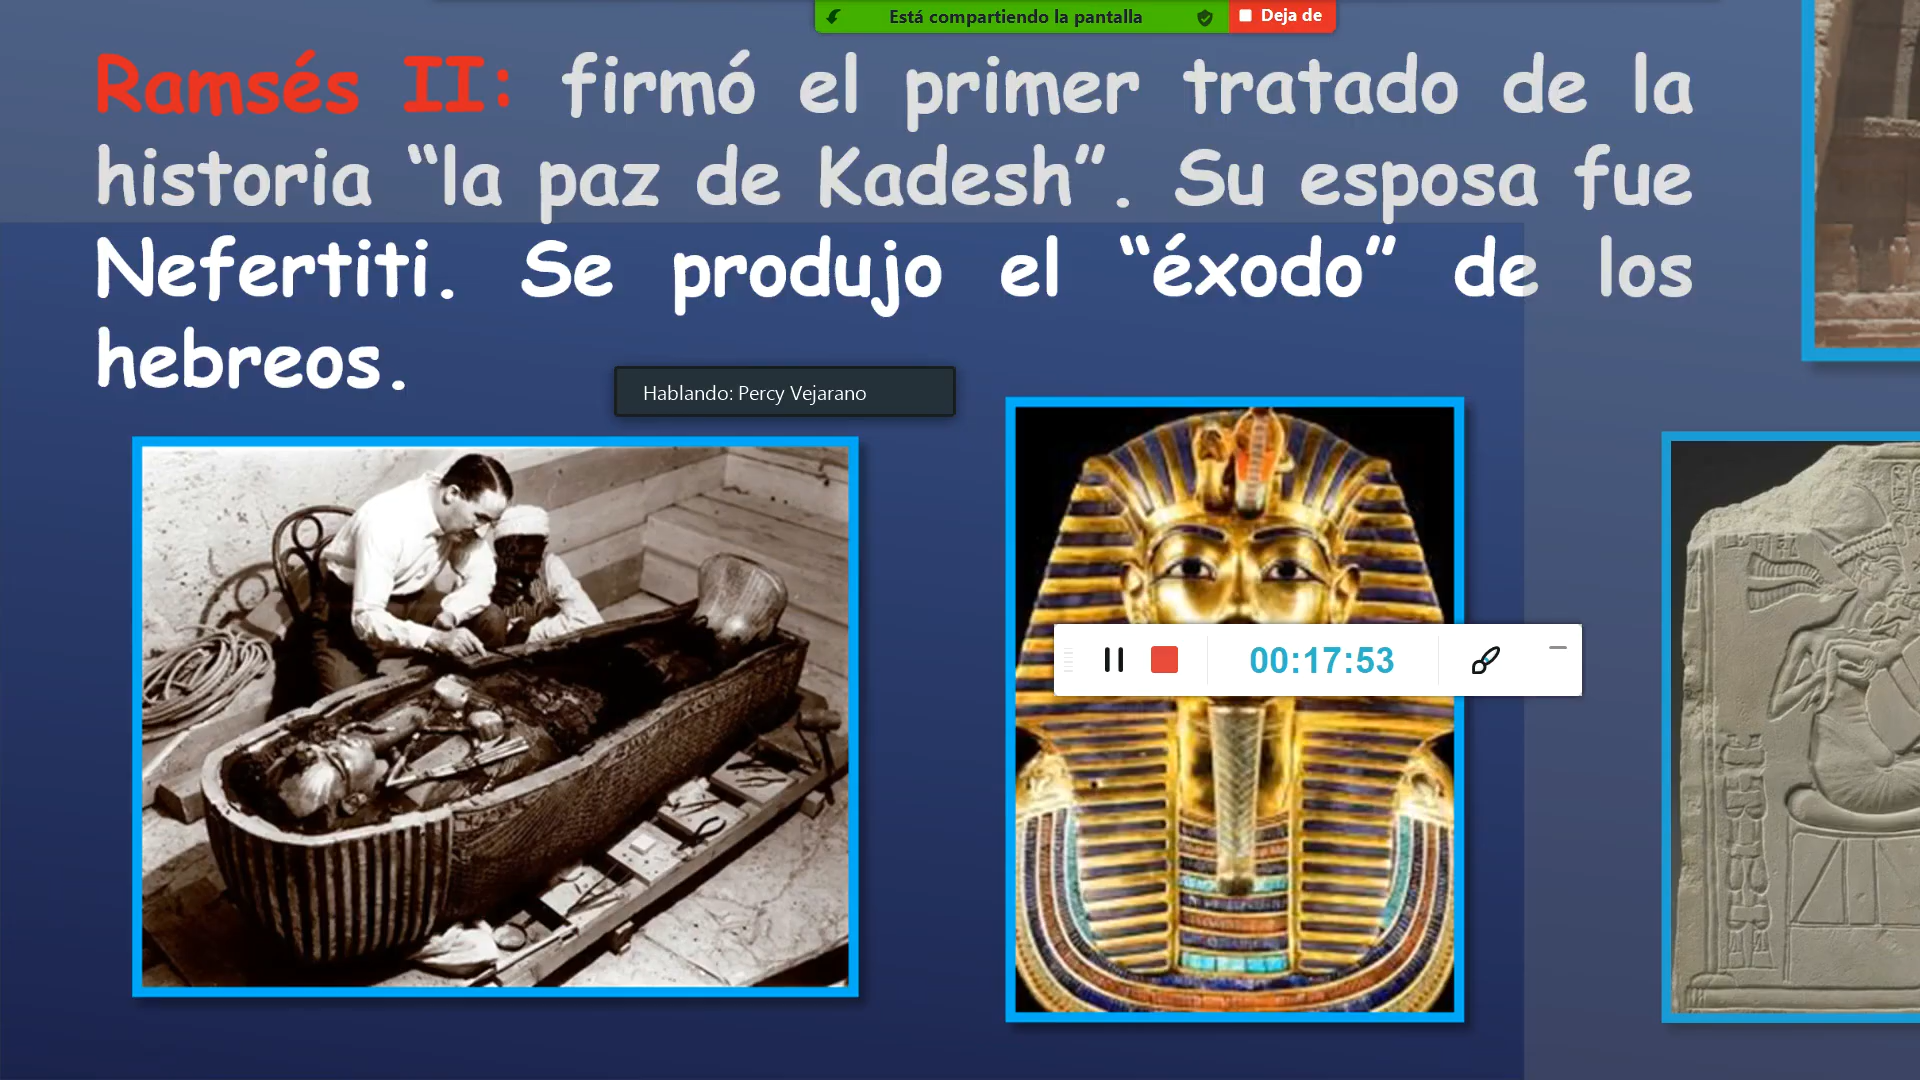 Está compartiendo la pantalla
Deja de
Ramsés II: firmó el primer tratado de la
historia “la paz de Kadesh”. Su esposa fue
Nefertiti. Se produjo el “éxodo” de los
hebreos.
Hablando: Percy Vejarano
00:17:53